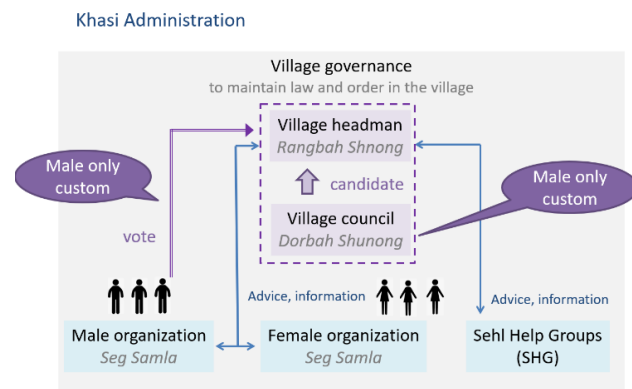 Khasi Administration
Village governance
to maintain law and order in the village
Village headman
Rangbah Shnong
Male only
custom
candidate
Male only
custom
Village council
Dorbah Shunong
vote
Advice, information
Advice, information
Male organization
Seg Samla
Female organization
Seg Samla
Sehl Help Groups
(SHG)